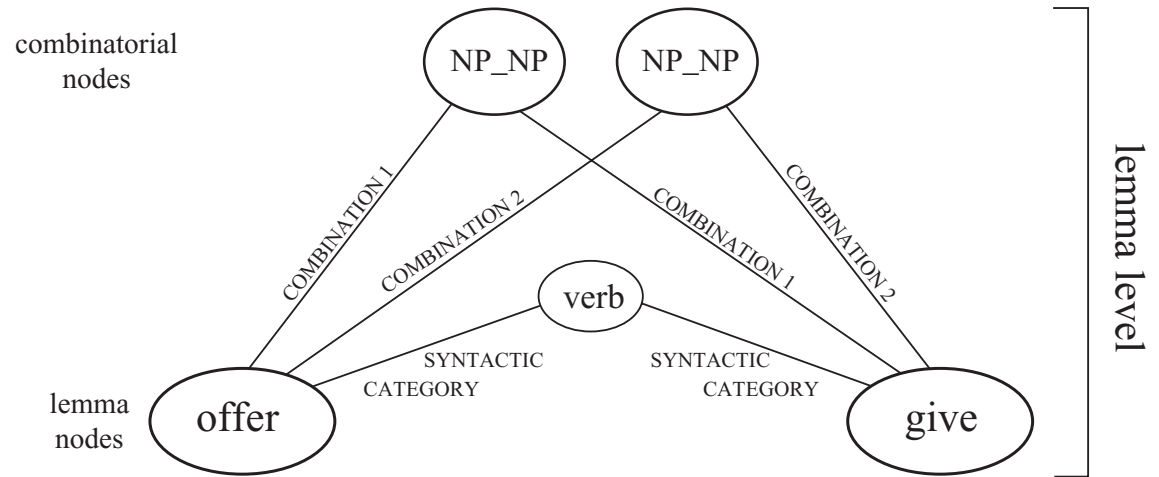 combinatorial
nodes
NP_NP
NP_NP
COMBINATION 1
COMBINATION 2
COMBINATION 1
COMBINATION 2
verb
SYNTACTIC
CATEGORY
SYNTACTIC
CATEGORY
lemma
nodes
offer
give
lemma level